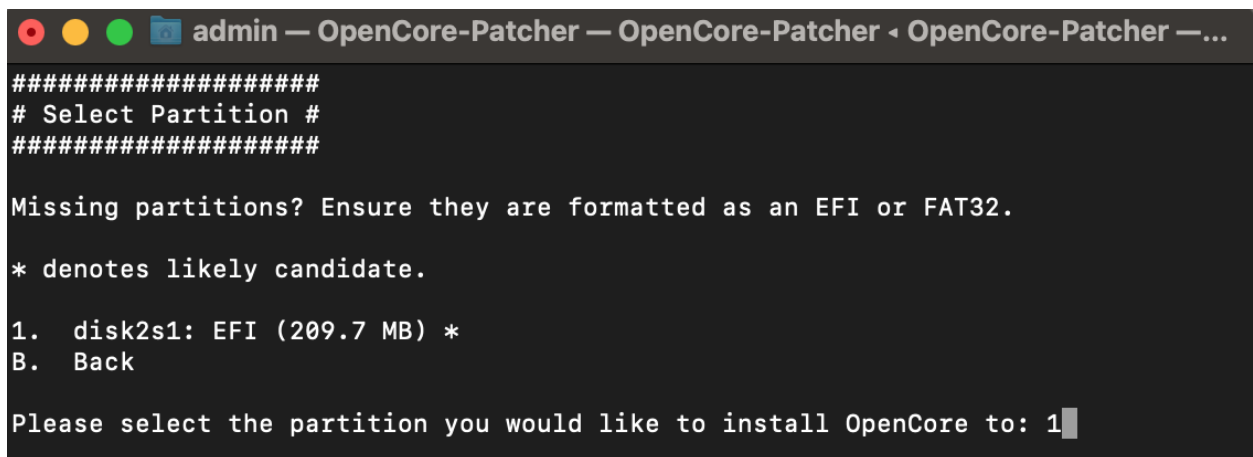 admin — OpenCore-Patcher — OpenCore-Patcher ◂ OpenCore-Patcher —...
####################
# Select Partition #
####################
Missing partitions? Ensure they are formatted as an EFI or FAT32.
* denotes likely candidate.
1.  disk2s1: EFI (209.7 MB) *
B.  Back
Please select the partition you would like to install OpenCore to: 1